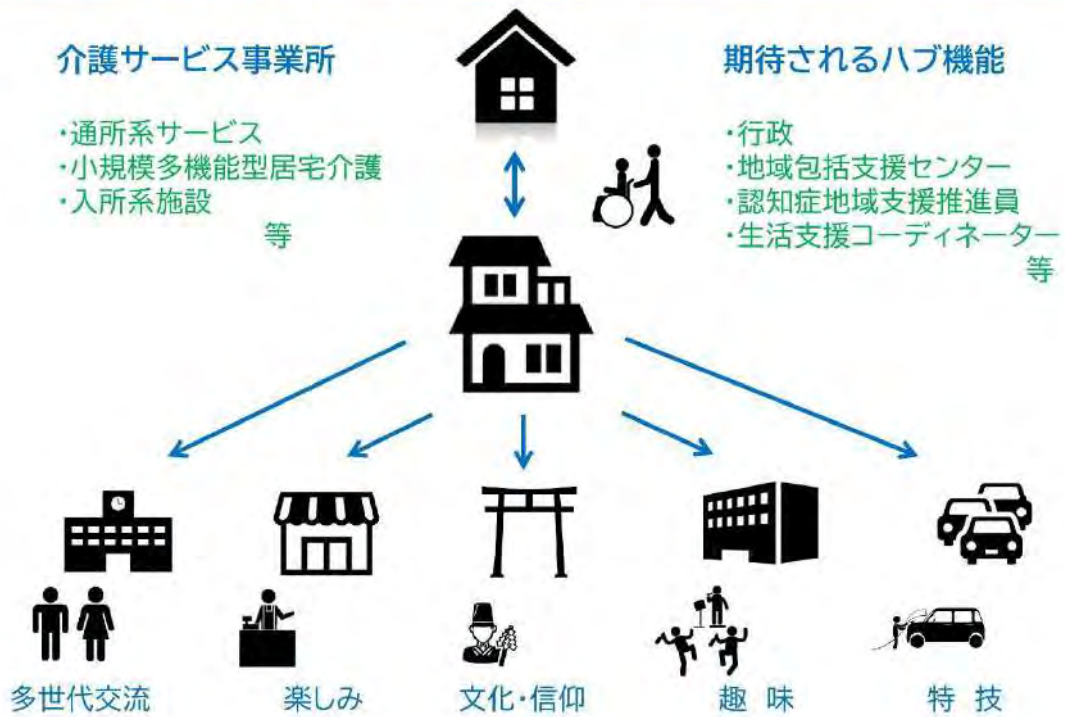 介護サービス事業所
・通所系サービス
・小規模多機能型居宅介護
・入所系施設
等
期待されるハブ機能
・行政
・地域包括支援センター
・認知症地域支援推進員
・生活支援コーディネーター
等
多世代交流
楽しみ
文化・信仰
趣 味
特 技